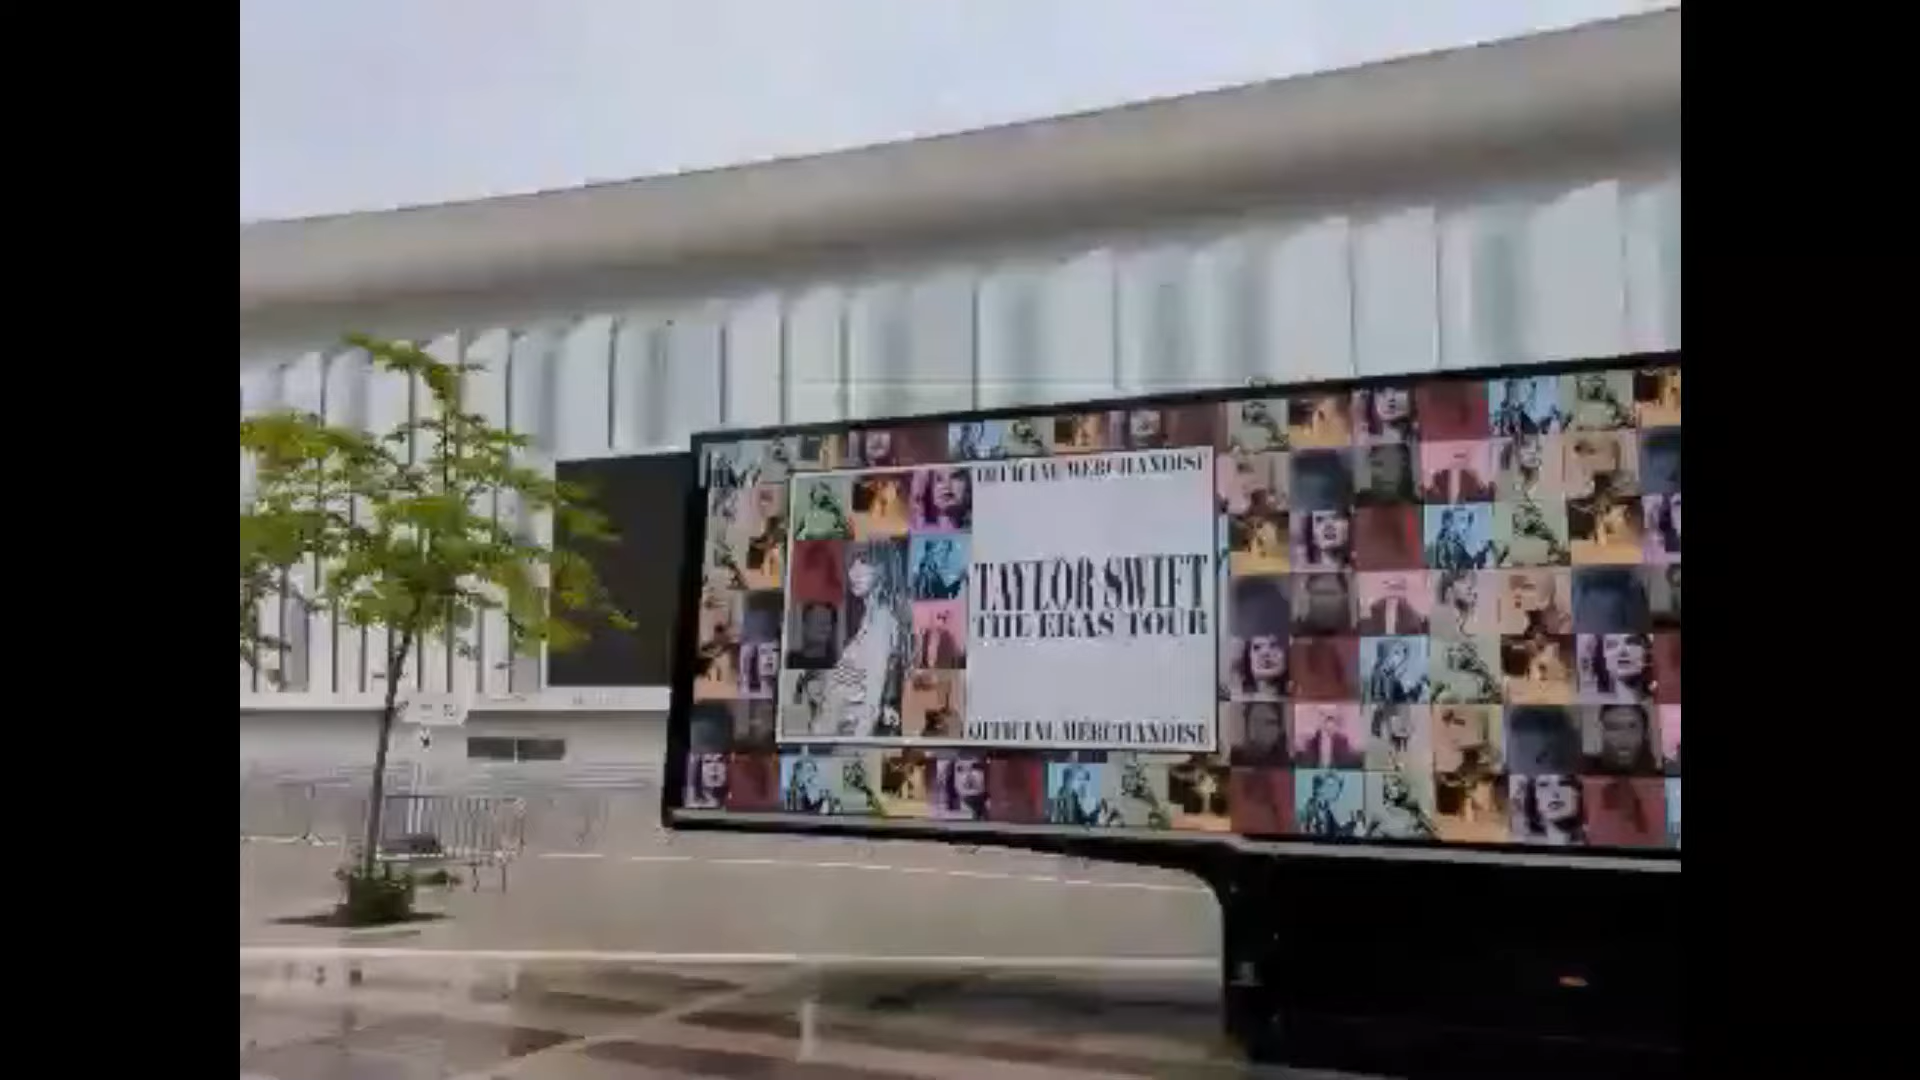 OFFICIAL MERCHANDISE
TAYLOR SWIFT
THE ERAS TOUR
OFFICIAL MERCHANDISE